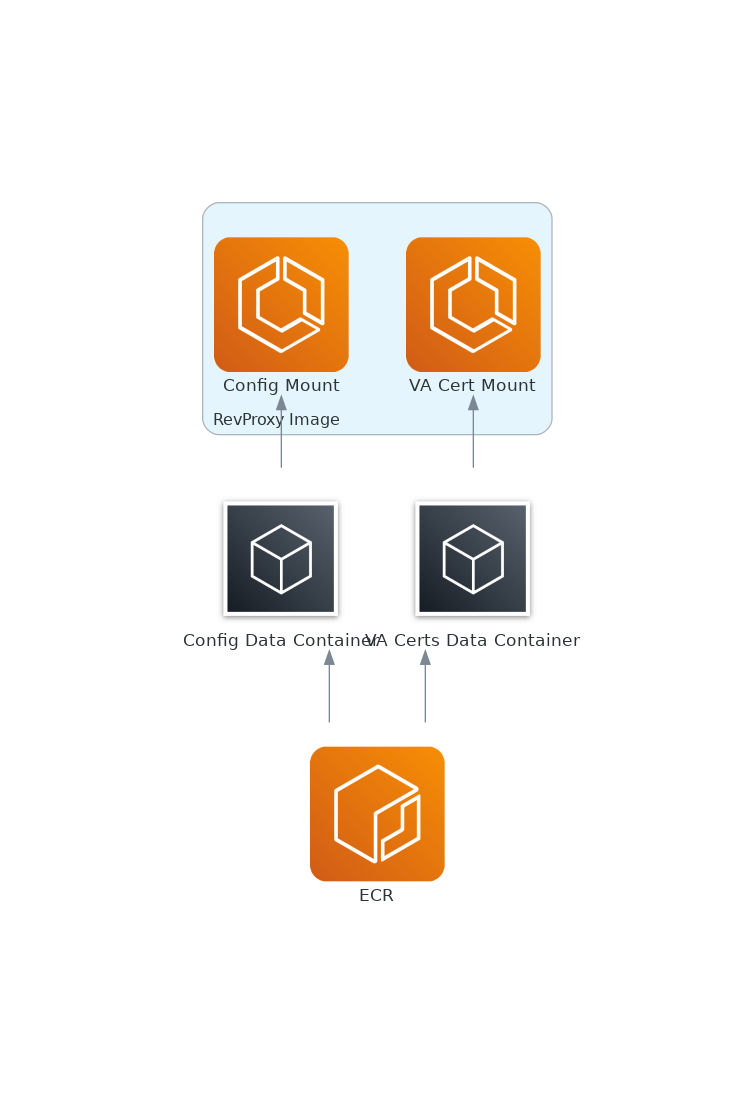 Config Mount
VA Cert Mount
RevProxy Image
Config Data Container
VA Certs Data Container
ECR